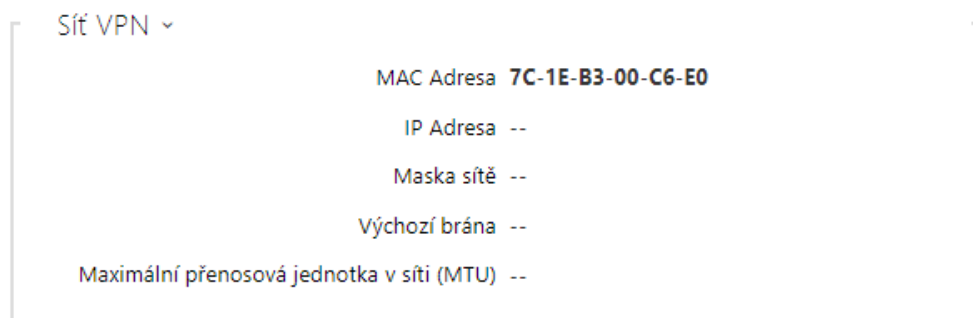 Síť VPN
MAC Adresa 7C-1E-B3-00-C6-E0
IP Adresa --
Maska sítě --
Výchozí brána --
Maximální přenosová jednotka v síti (MTU) --